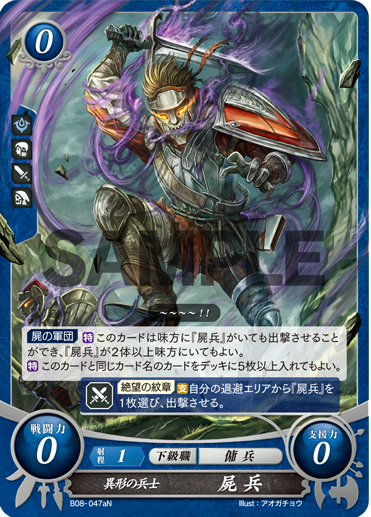 0
SAMPLE
~~~~!!
屍の軍団 特 このカードは味方に『屍兵』がいても出撃させること
ができ、『屍兵』が2体以上味方にいてもよい。
特 このカードと同じカード名のカードをデッキに5枚以上入れてもよい。
絶望の紋章 支 自分の退避エリアから『屍兵』を
1枚選び、出撃させる。
戦闘力
0
射程 1 下級職 傭兵
支援力
0
異形の兵士 屍兵
B08-047aN Illust:アオガチョウ